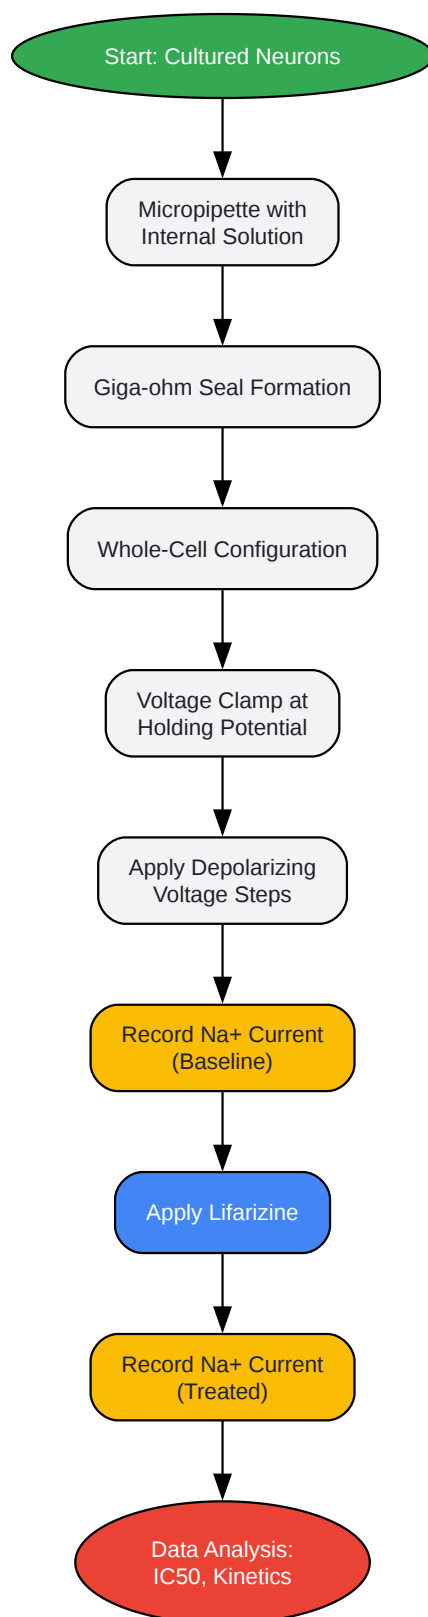 Start: Cultured Neurons
Micropipette with
Internal Solution
Giga-ohm Seal Formation
Whole-Cell Configuration
Voltage Clamp at
Holding Potential
Apply Depolarizing
Voltage Steps
Record Na+ Current
(Baseline)
Apply Lifarizine
Record Na+ Current
(Treated)
Data Analysis:
IC50, Kinetics